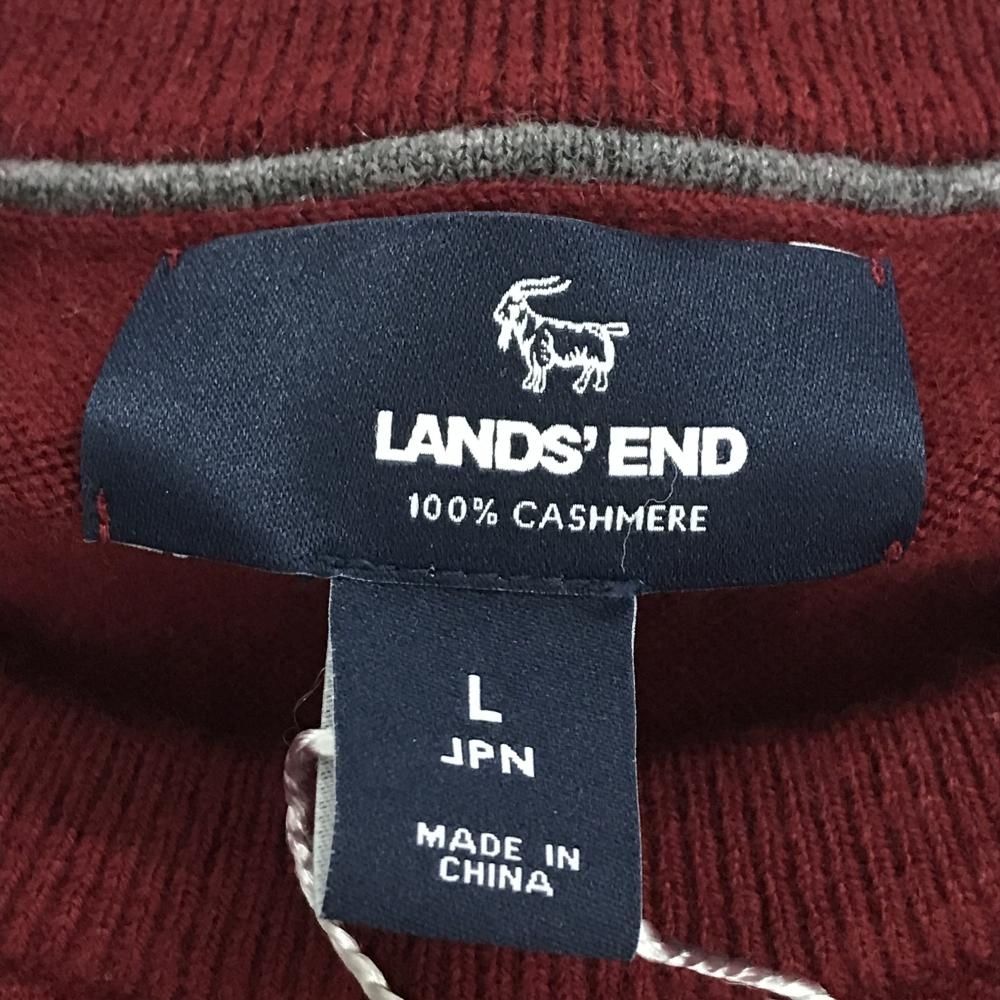 LANDS' END
100% CASHMERE
L
JPN
MADE IN
CHINA